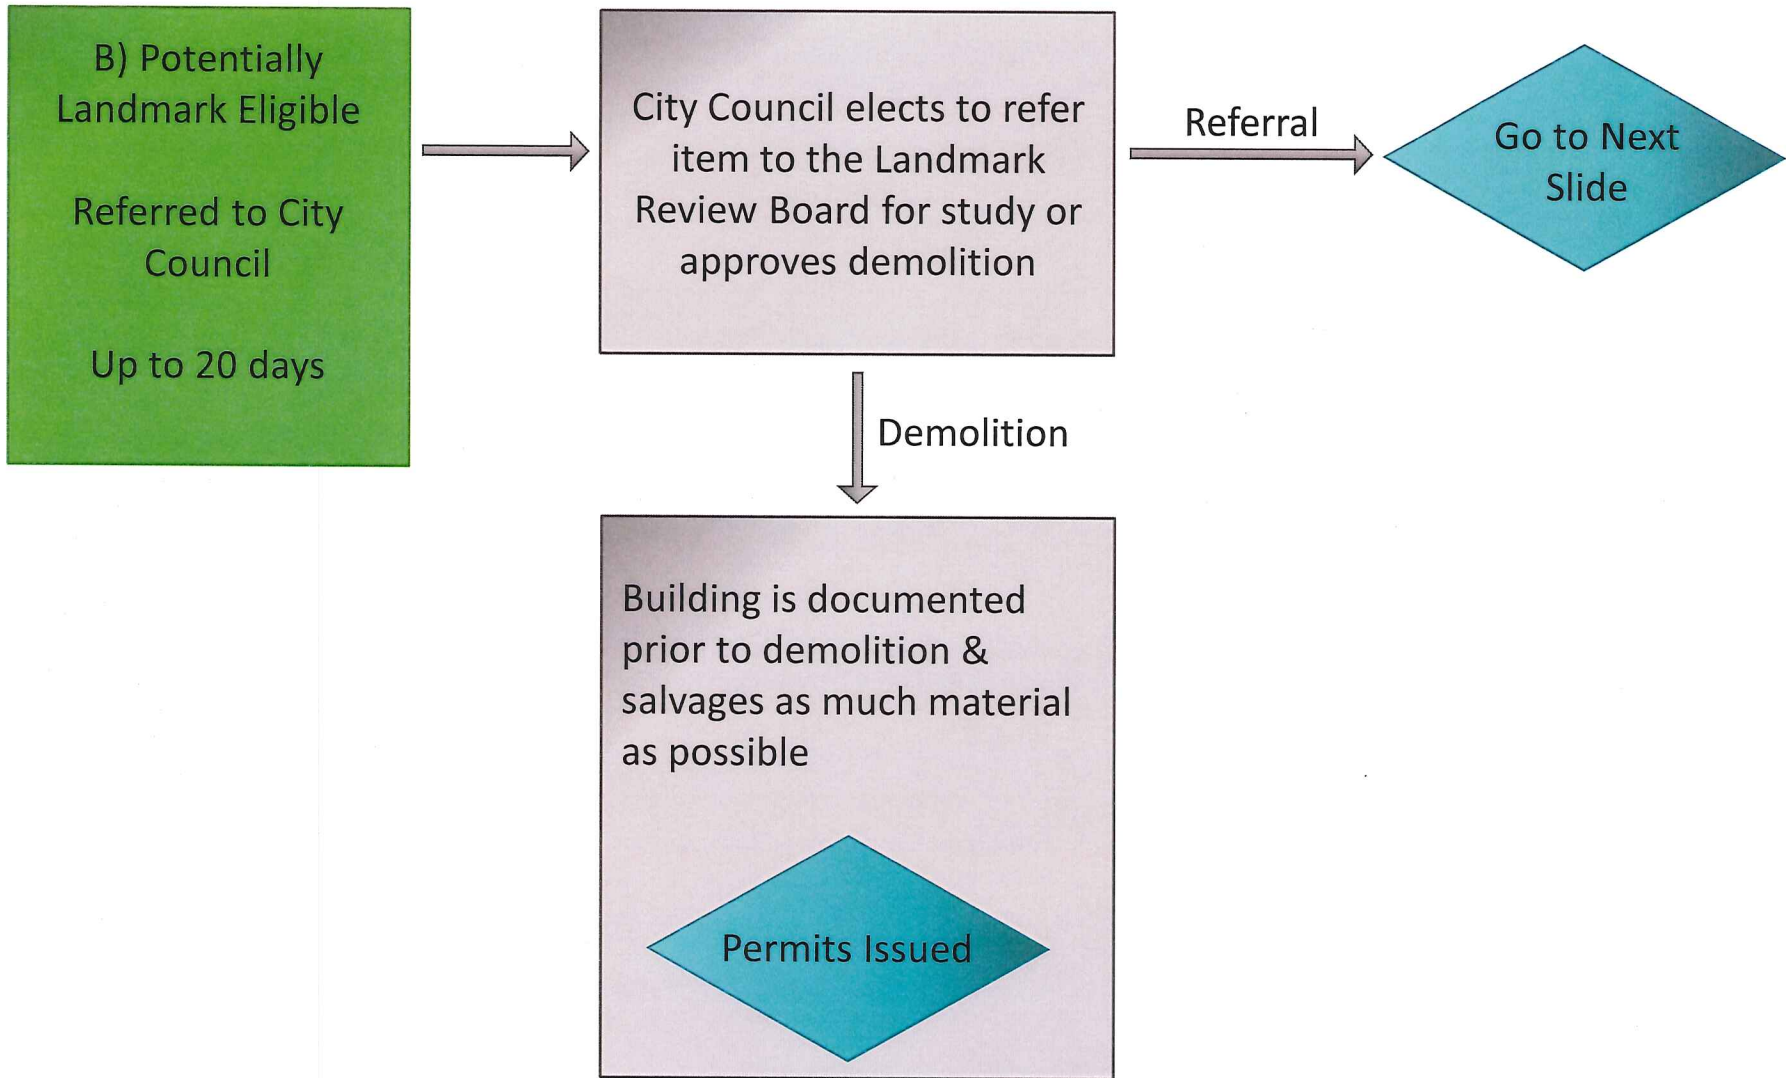 B) Potentially
Landmark Eligible
Referred to City
Council
Up to 20 days
City Council elects to refer
item to the Landmark
Review Board for study or
approves demolition
Referral
Go to Next
Slide
Demolition
Building is documented
prior to demolition &
salvages as much material
as possible
Permits Issued